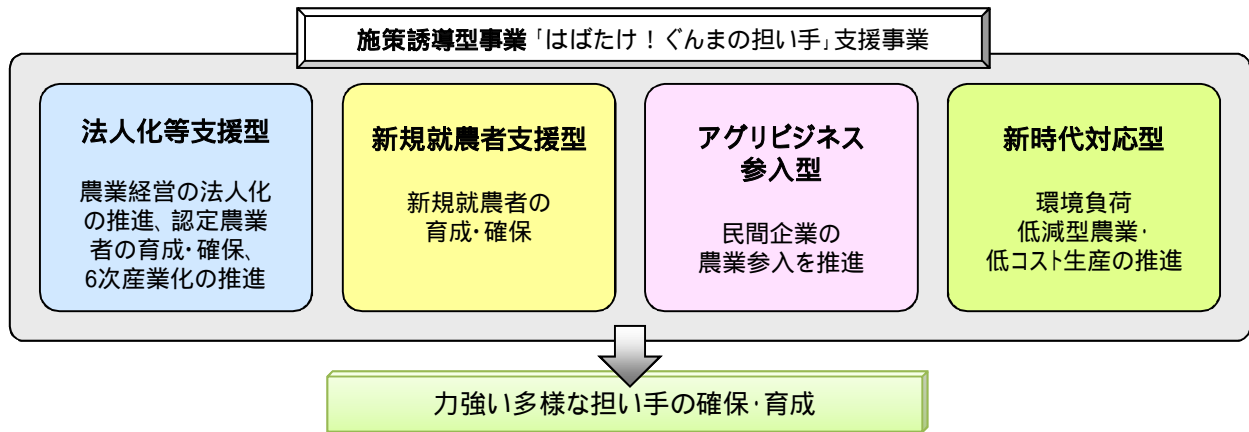 施策誘導型事業「はばたけ！ぐんまの担い手」支援事業
法人化等支援型
農業経営の法人化
の推進、認定農業
者の育成・確保、
6次産業化の推進
新規就農者支援型
新規就農者の
育成・確保
アグリビジネス
参入型
民間企業の
農業参入を推進
新時代対応型
環境負荷
低減型農業・
低コスト生産の推進
力強い多様な担い手の確保・育成